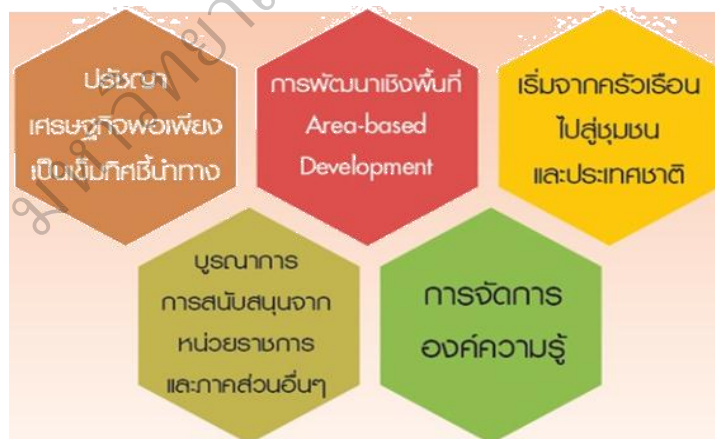 ปรัชญา
เศรษฐกิจพอเพียง
เป็นเข็มทิศชี้นำทาง
การพัฒนาเชิงพื้นที่
Area-based
Development
เริ่มจากครัวเรือน
ไปสู่ชุมชน
และประเทศชาติ
บูรณาการ
การสนับสนุนจาก
หน่วยราชการ
และภาคส่วนอื่นๆ
การจัดการ
องค์ความรู้